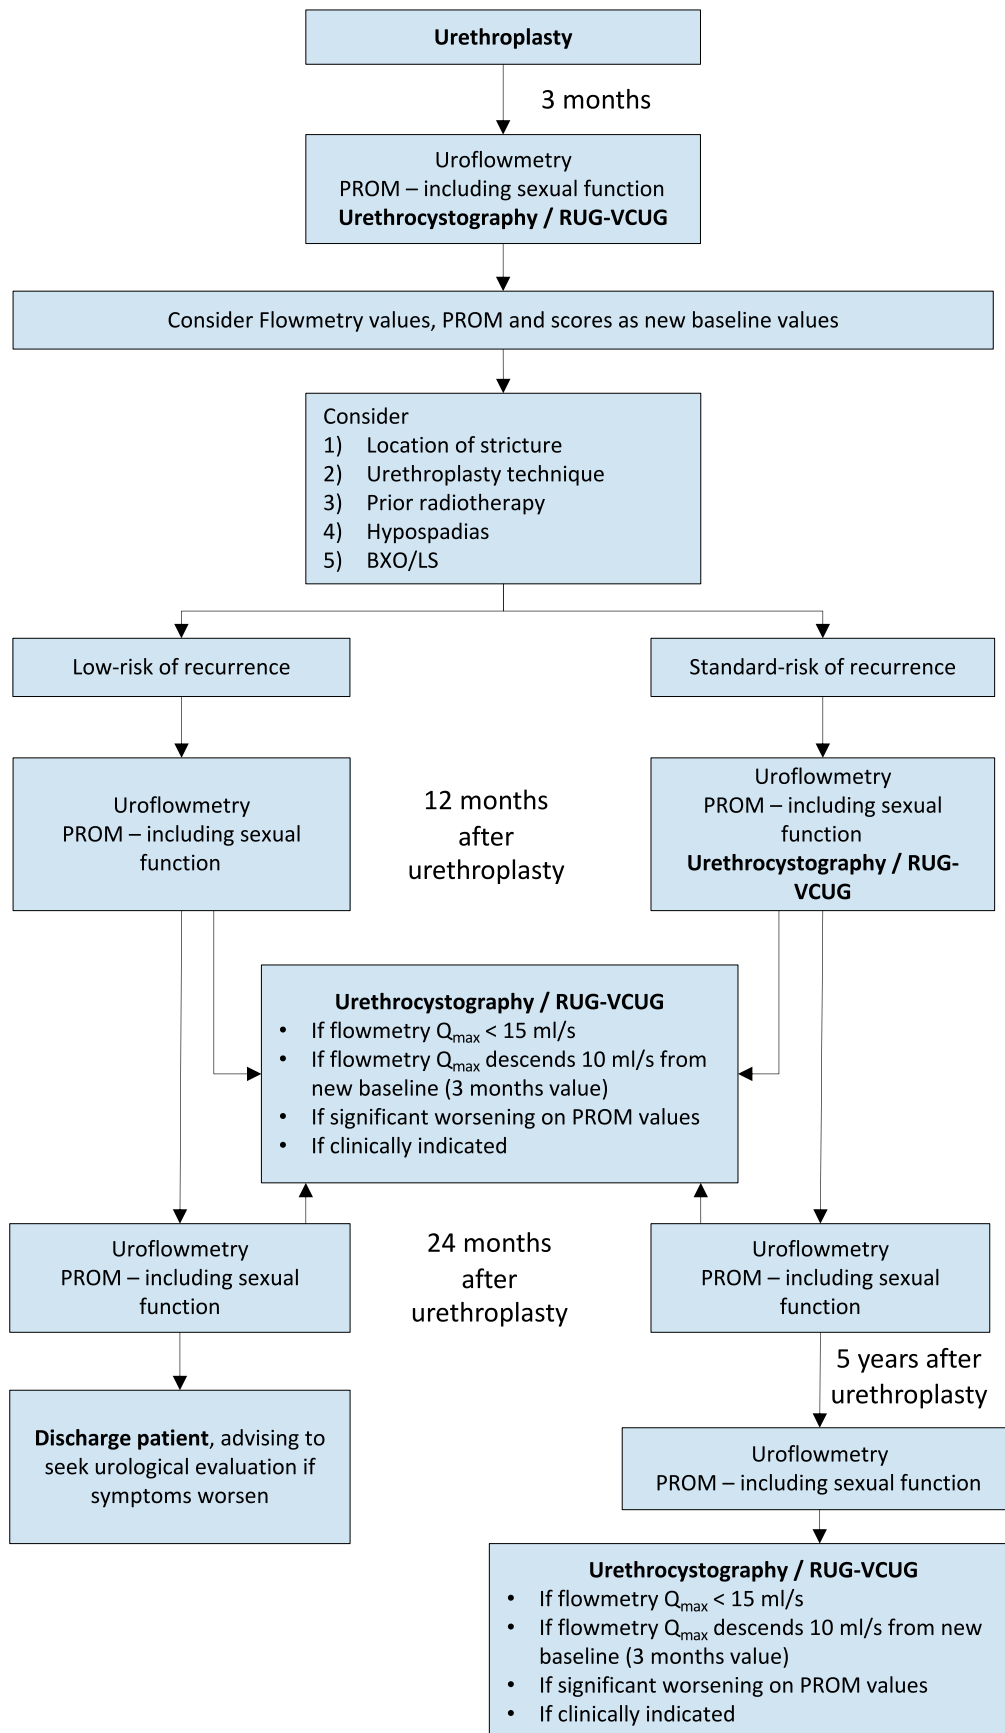 Urethroplasty
3 months
Uroflowmetry
PROM – including sexual function
Urethrocystography / RUG-VCUG
Consider Flowmetry values, PROM and scores as new baseline values
Consider
1) Location of stricture
2) Urethroplasty technique
3) Prior radiotherapy
4) Hypospadias
5) BXO/LS
Low-risk of recurrence
Standard-risk of recurrence
Uroflowmetry
PROM – including sexual
function
12 months
after
urethroplasty
Uroflowmetry
PROM – including sexual
function
Urethrocystography / RUG-
VCUG
Urethrocystography / RUG-VCUG
• If flowmetry Qmax < 15 ml/s
• If flowmetry Qmax descends 10 ml/s from
new baseline (3 months value)
• If significant worsening on PROM values
• If clinically indicated
Uroflowmetry
PROM – including sexual
function
24 months
after
urethroplasty
Uroflowmetry
PROM – including sexual
function
5 years after
urethroplasty
Discharge patient, advising to
seek urological evaluation if
symptoms worsen
Uroflowmetry
PROM – including sexual function
Urethrocystography / RUG-VCUG
• If flowmetry Qmax < 15 ml/s
• If flowmetry Qmax descends 10 ml/s from new
baseline (3 months value)
• If significant worsening on PROM values
• If clinically indicated